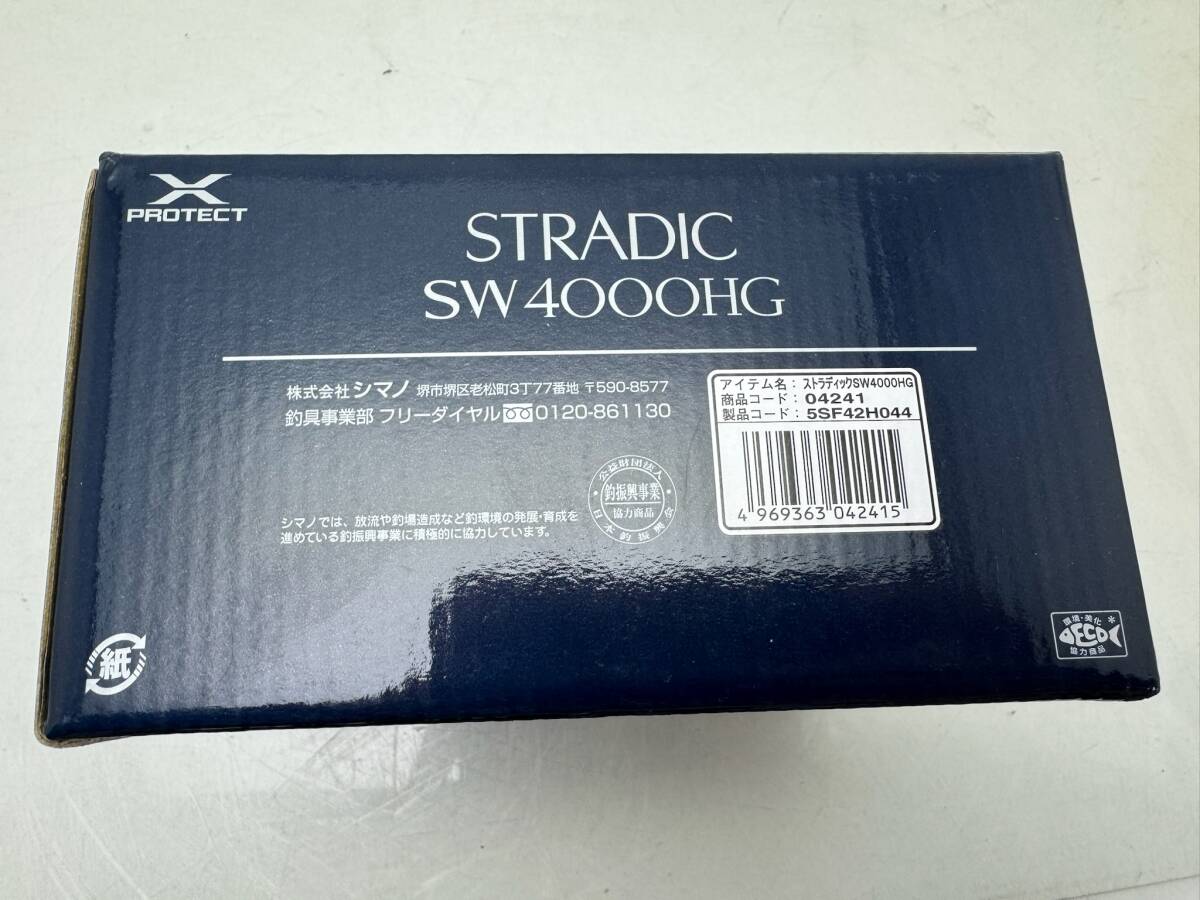 X
PROTECT
STRADIC
SW4000HG
株式会社 シマノ 堺市堺区老松町3丁77番地 〒590-8577
釣具事業部 フリーダイヤル 0120-861130
アイテム名: ストラディックSW4000HG
商品コード: 04241
製品コード: 5SF42H044
4 969363 042415
公益財団法人
釣振興事業
協力商品
日本釣振興会
シマノでは、放流や釣場造成など釣環境の発展・育成を
進めている釣振興事業に積極的に協力しています。
紙
環境・美化
ECO
協力商品